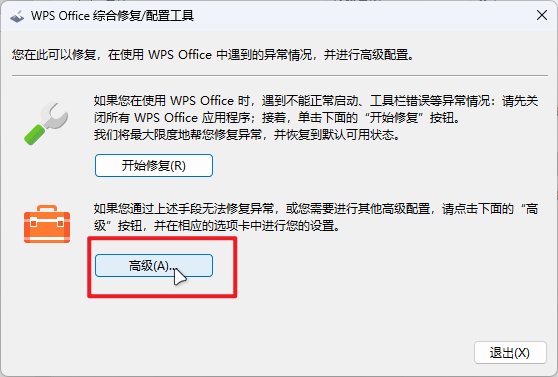 WPS Office 综合修复/配置工具
您在此可以修复，在使用 WPS Office 中遇到的异常情况，并进行高级配置。
如果您在使用 WPS Office 时，遇到不能正常启动、工具栏错误等异常情况：请先关
闭所有 WPS Office 应用程序；接着，单击下面的“开始修复”按钮。
我们将最大限度地帮您修复异常，并恢复到默认可用状态。
开始修复(R)
如果您通过上述手段无法修复异常，或您需要进行其他高级配置，请点击下面的“高
级”按钮，并在相应的选项卡中进行您的设置。
高级(A)...
退出(X)